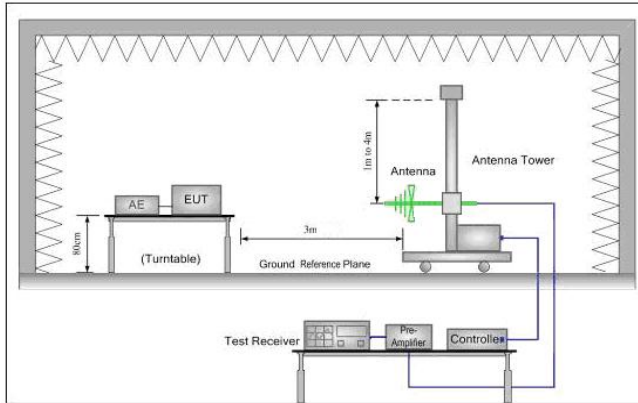 1m to 4m
Antenna
Antenna Tower
AE
EUT
80cm
(Turntable)
3m
Ground Reference Plane
Test Receiver
Pre-
Amplifier
Controller